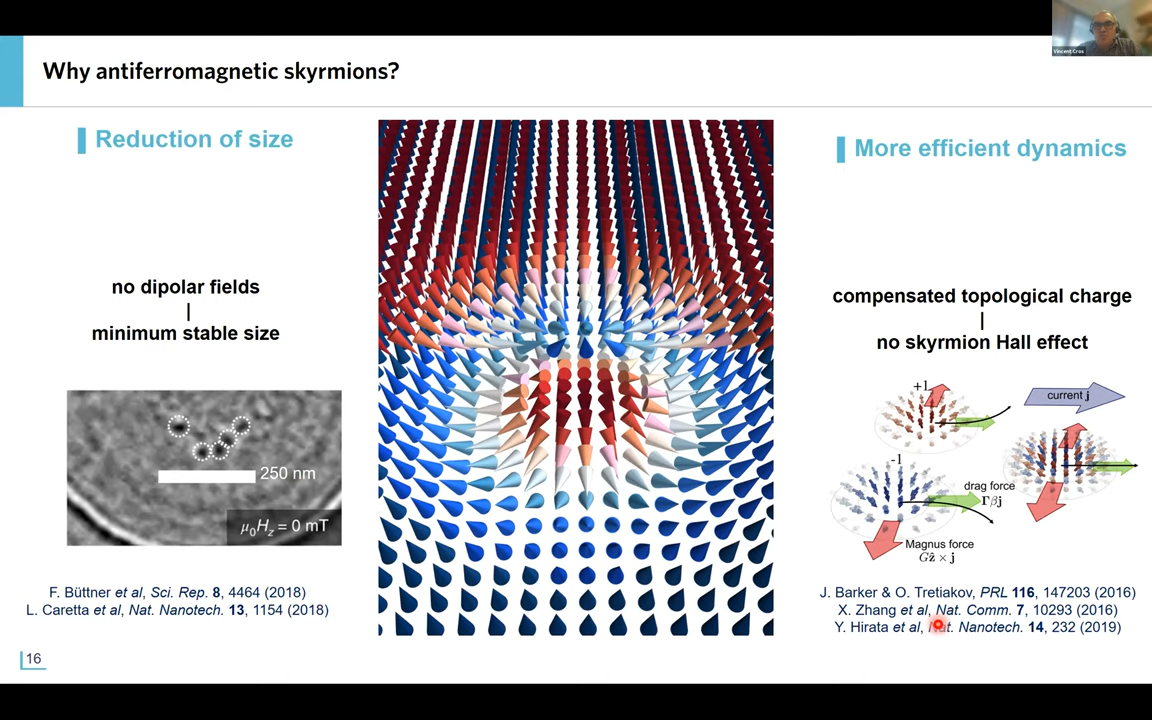 Vincent Cros
Why antiferromagnetic skyrmions?
Reduction of size
no dipolar fields
|
minimum stable size
250 nm
μ₀H_z = 0 mT
F. Büttner et al, Sci. Rep. 8, 4464 (2018)
L. Caretta et al, Nat. Nanotech. 13, 1154 (2018)
More efficient dynamics
compensated topological charge
|
no skyrmion Hall effect
+1
current j
-1
drag force
Γβj
Magnus force
Gẑ × j
J. Barker & O. Tretiakov, PRL 116, 147203 (2016)
X. Zhang et al, Nat. Comm. 7, 10293 (2016)
Y. Hirata et al, Nat. Nanotech. 14, 232 (2019)
16